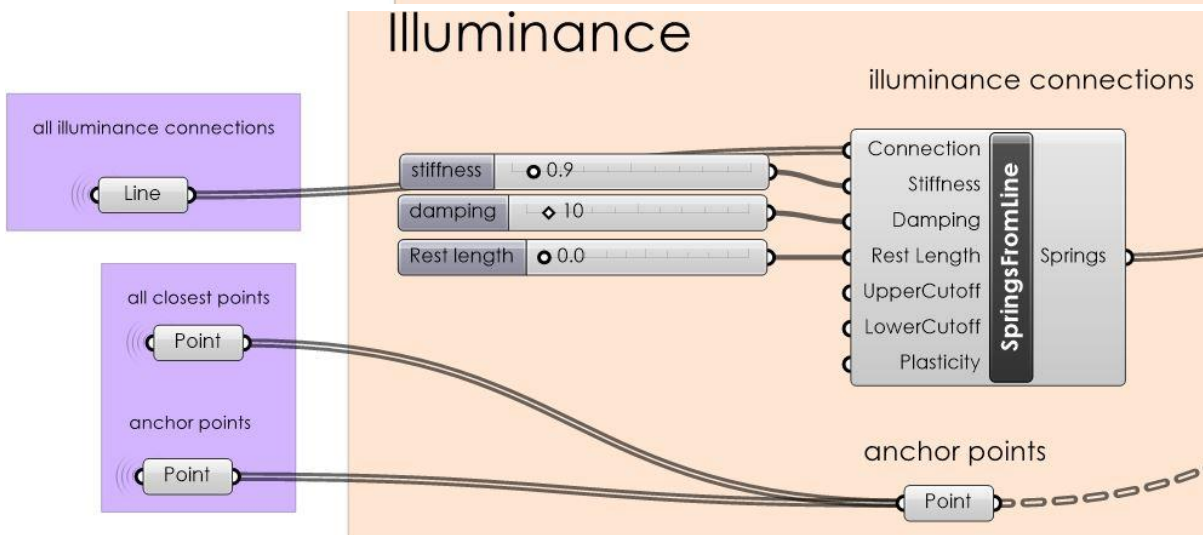 Illuminance
illuminance connections
all illuminance connections
Line
stiffness 0.9
damping 10
Rest length 0.0
Connection
Stiffness
Damping
Rest Length
UpperCutoff
LowerCutoff
Plasticity
SpringsFromLine
Springs
all closest points
Point
anchor points
Point
anchor points
Point